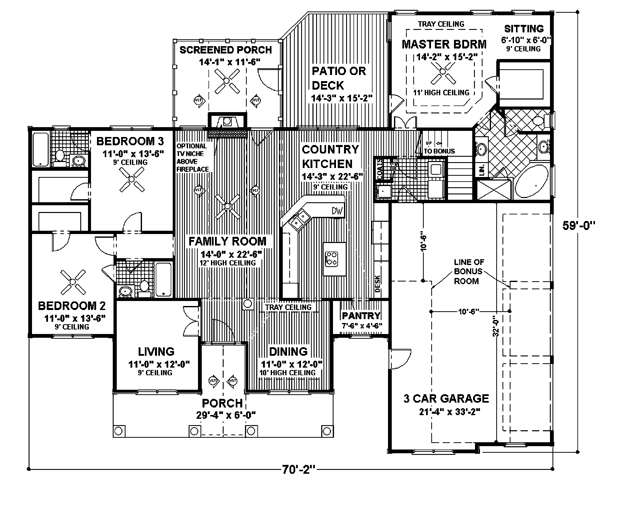 TRAY CEILING
SITTING
6'-10" x 6'-0"
9' CEILING
MASTER BDRM
14'-2" x 15'-2"
11' HIGH CEILING
SCREENED PORCH
14'-1" x 11'-6"
PATIO OR
DECK
14'-3" x 15'-2"
BEDROOM 3
11'-0" x 13'-6"
9' CEILING
OPTIONAL
TV NICHE
ABOVE
FIREPLACE
COUNTRY
KITCHEN
14'-3" x 22'-6"
9' CEILING
UP
TO BONUS
COATS
LIN.
DW
59'-0"
FAMILY ROOM
14'-0" x 22'-6"
12' HIGH CEILING
10'-6"
LINE OF
BONUS
ROOM
DESK
BEDROOM 2
11'-0" x 13'-6"
9' CEILING
TRAY CEILING
PANTRY
7'-6" x 4'-6"
10'-6"
32'-0"
LIVING
11'-0" x 12'-0"
9' CEILING
DINING
11'-0" x 12'-0"
10' HIGH CEILING
3 CAR GARAGE
21'-4" x 33'-2"
PORCH
29'-4" x 6'-0"
70'-2"